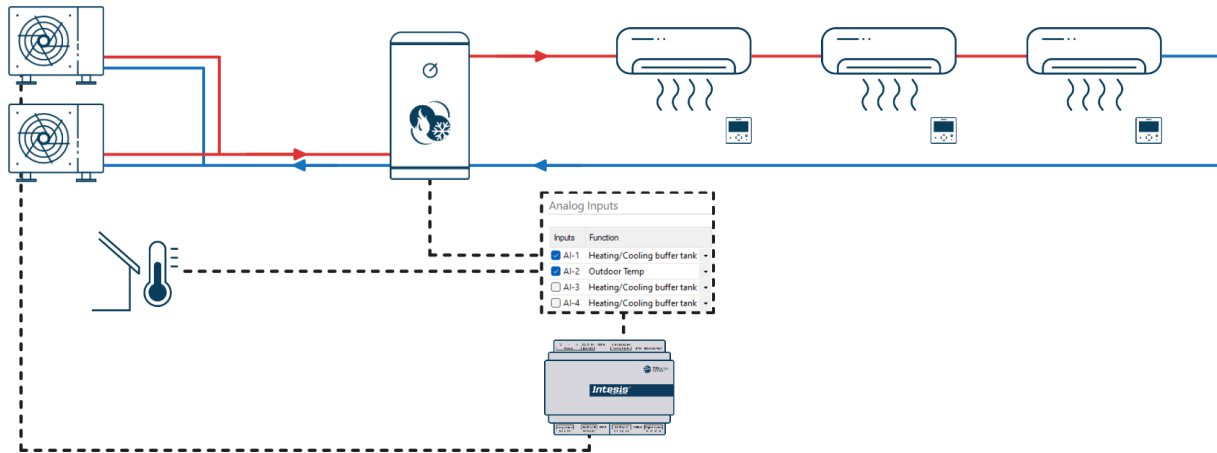 Analog Inputs
Inputs Function
AI-1 Heating/Cooling buffer tank
AI-2 Outdoor Temp
AI-3 Heating/Cooling buffer tank
AI-4 Heating/Cooling buffer tank
Intesis